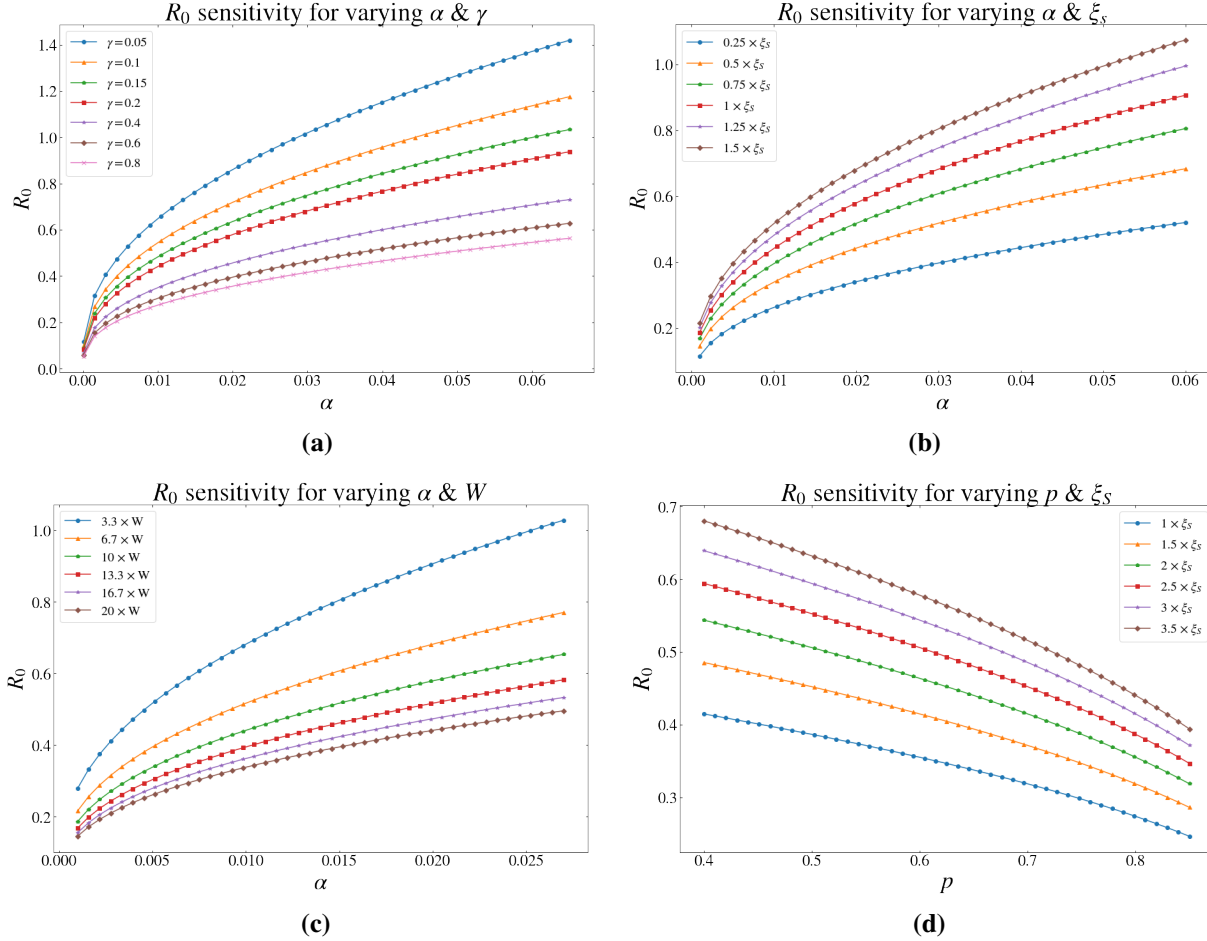 R₀ sensitivity for varying α & γ
γ = 0.05
γ = 0.1
γ = 0.15
γ = 0.2
γ = 0.4
γ = 0.6
γ = 0.8
R₀
1.4
1.2
1.0
0.8
0.6
0.4
0.2
0.0
0.00 0.01 0.02 0.03 0.04 0.05 0.06
α
(a)
R₀ sensitivity for varying α & ξₛ
0.25 × ξₛ
0.5 × ξₛ
0.75 × ξₛ
1 × ξₛ
1.25 × ξₛ
1.5 × ξₛ
R₀
1.0
0.8
0.6
0.4
0.2
0.00 0.01 0.02 0.03 0.04 0.05 0.06
α
(b)
R₀ sensitivity for varying α & W
3.3 × W
6.7 × W
10 × W
13.3 × W
16.7 × W
20 × W
R₀
1.0
0.8
0.6
0.4
0.2
0.000 0.005 0.010 0.015 0.020 0.025
α
(c)
R₀ sensitivity for varying p & ξₛ
1 × ξₛ
1.5 × ξₛ
2 × ξₛ
2.5 × ξₛ
3 × ξₛ
3.5 × ξₛ
R₀
0.7
0.6
0.5
0.4
0.3
0.4 0.5 0.6 0.7 0.8
p
(d)